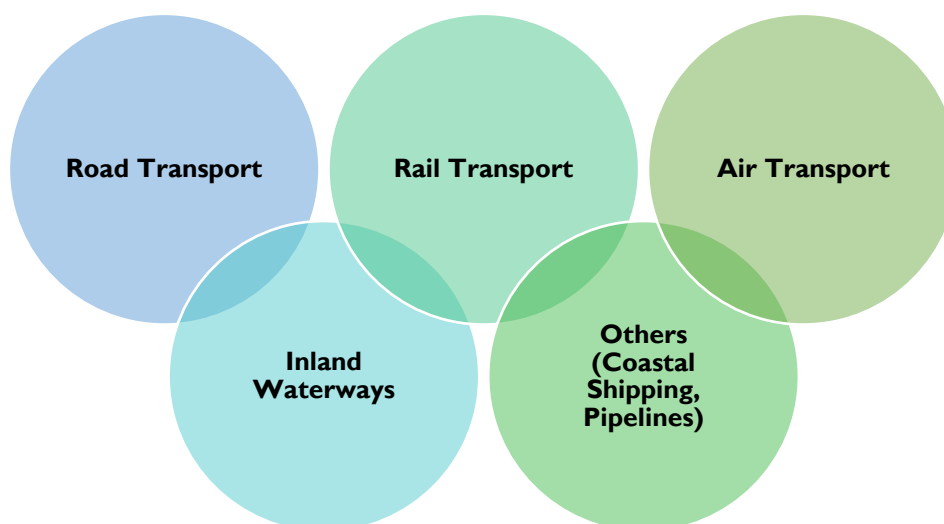 Road Transport
Rail Transport
Air Transport
Inland
Waterways
Others
(Coastal
Shipping,
Pipelines)